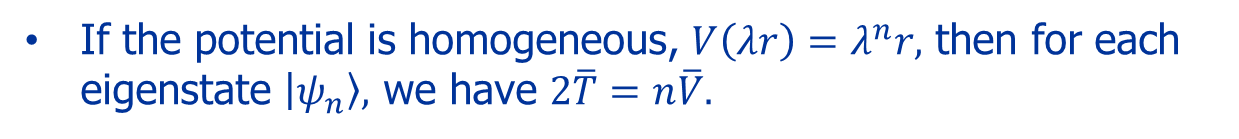 • If the potential is homogeneous, 𝑉(𝜆𝑟) = 𝜆ⁿ𝑟, then for each
eigenstate |𝜓ₙ⟩, we have 2T̄ = 𝑛V̄.